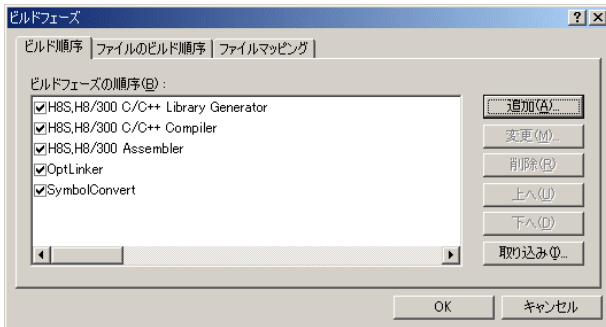 ビルドフェーズ
ビルド順序 ファイルのビルド順序 ファイルマッピング
ビルドフェーズの順序(B):
H8S,H8/300 C/C++ Library Generator
H8S,H8/300 C/C++ Compiler
H8S,H8/300 Assembler
OptLinker
SymbolConvert
追加(A)...
変更(M)...
削除(R)
上へ(U)
下へ(D)
取り込み(I)...
OK キャンセル